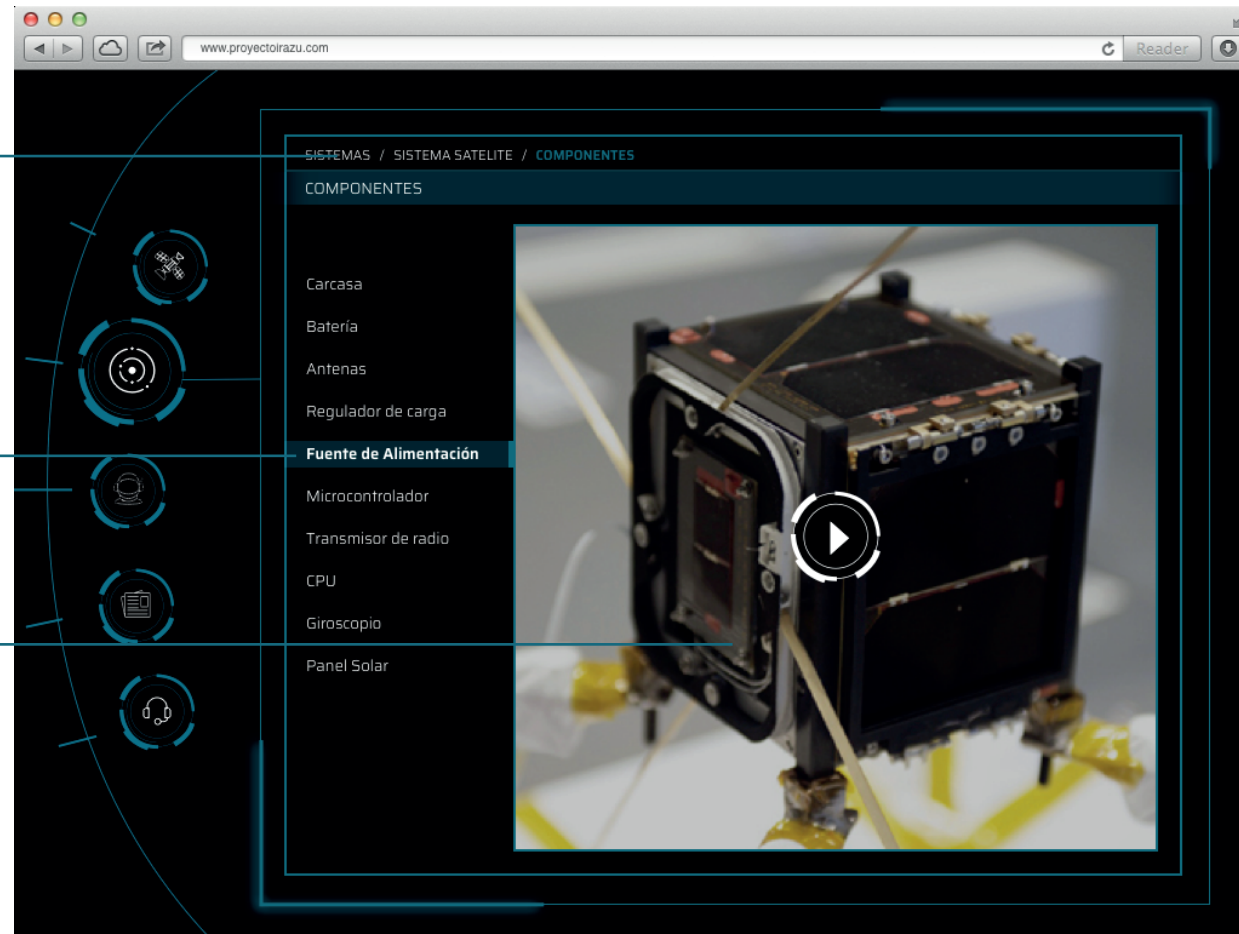 www.proyectoirazu.com
Reader
SISTEMAS / SISTEMA SATELITE / COMPONENTES
COMPONENTES
Carcasa
Batería
Antenas
Regulador de carga
Fuente de Alimentación
Microcontrolador
Transmisor de radio
CPU
Giroscopio
Panel Solar